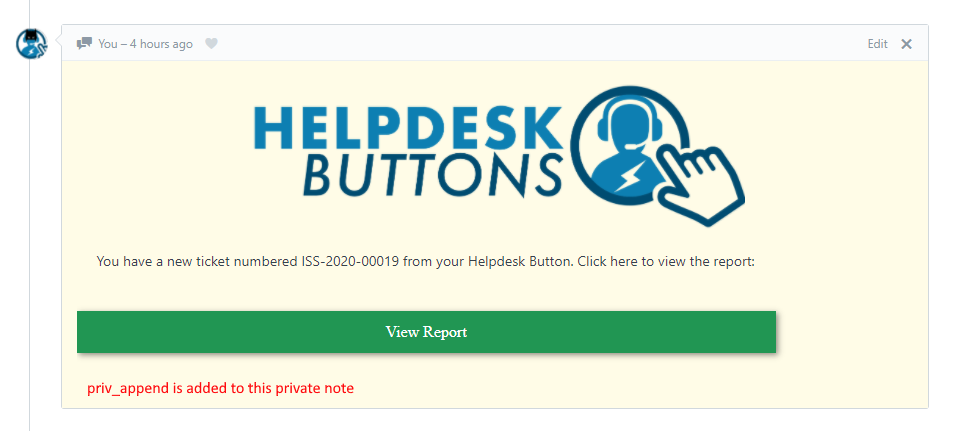 You – 4 hours ago
Edit
HELPDESK
BUTTONS
You have a new ticket numbered ISS-2020-00019 from your Helpdesk Button. Click here to view the report:
View Report
priv_append is added to this private note